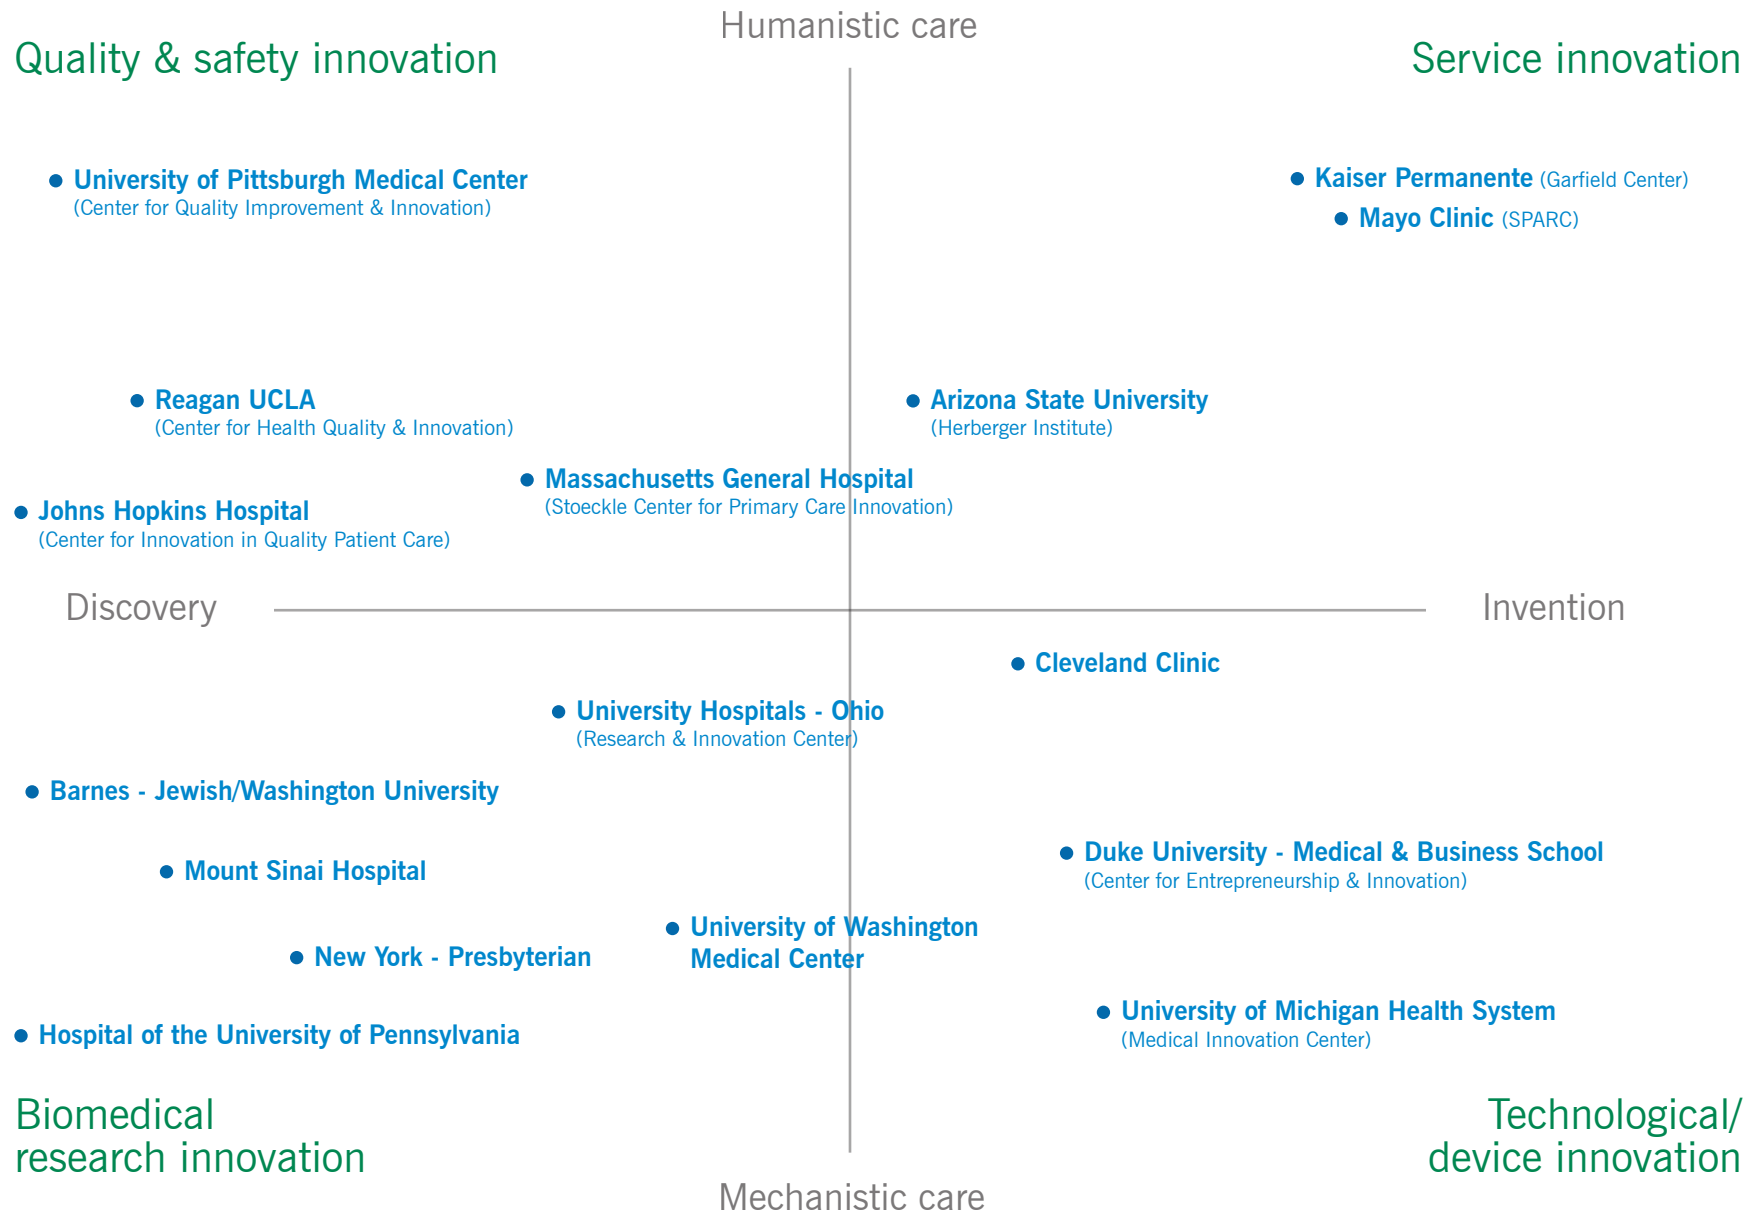 Humanistic care
Quality & safety innovation
Service innovation
University of Pittsburgh Medical Center
(Center for Quality Improvement & Innovation)
Kaiser Permanente (Garfield Center)
Mayo Clinic (SPARC)
Reagan UCLA
(Center for Health Quality & Innovation)
Arizona State University
(Herberger Institute)
Massachusetts General Hospital
(Stoeckle Center for Primary Care Innovation)
Johns Hopkins Hospital
(Center for Innovation in Quality Patient Care)
Discovery
Invention
Cleveland Clinic
University Hospitals - Ohio
(Research & Innovation Center)
Barnes - Jewish/Washington University
Duke University - Medical & Business School
(Center for Entrepreneurship & Innovation)
Mount Sinai Hospital
University of Washington
Medical Center
New York - Presbyterian
University of Michigan Health System
(Medical Innovation Center)
Hospital of the University of Pennsylvania
Biomedical
research innovation
Technological/
device innovation
Mechanistic care